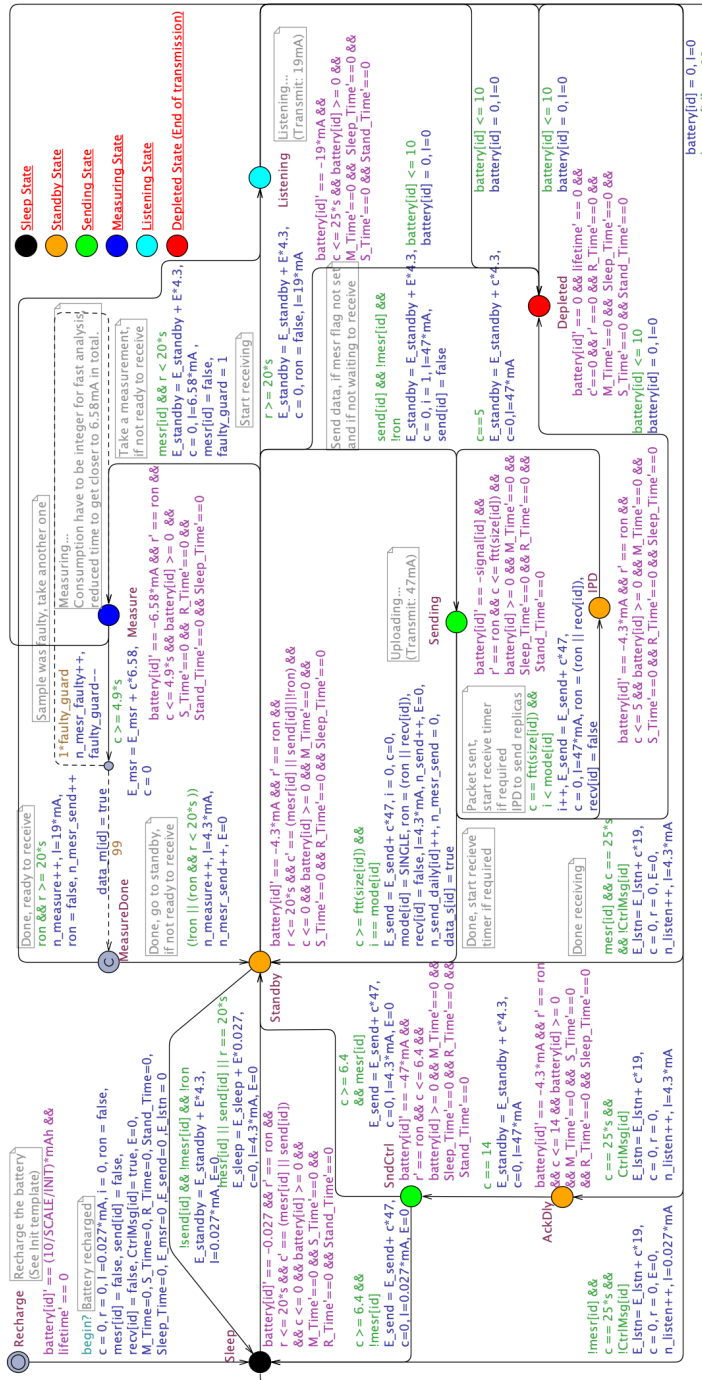 Recharge
Recharge the battery
(See Init template)
battery[id]' == (10/SCALE/INIT)*mAh &&
lifetime' == 0
begin?
Battery recharged
c = 0, r = 0, I=0.027*mA, i = 0, ron = false,
mesr[id] = false, send[id] = false,
recv[id] = false, CtrlMsg[id] = true, E=0,
M_Time=0, S_Time=0, R_Time=0, Stand_Time=0,
Sleep_Time=0, E_msr=0 ,E_send=0 ,E_lstn = 0
Done, ready to receive
ron && r >= 20*s
n_measure++, I=19*mA,
ron = false, n_mesr_send++
data_m[id] = true
99
MeasureDone
Done, go to standby,
if not ready to receive
(!ron || (ron && r < 20*s ))
n_measure++, I=4.3*mA,
n_mesr_send++, E=0
Sample was faulty, take another one
1*faulty_guard
n_mesr_faulty++,
faulty_guard--
Measuring...
Consumption have to be integer for fast analysis,
reduced time to get closer to 6.58mA in total.
c >= 4.9*s
E_msr = E_msr + c*6.58,
c = 0
Measure
battery[id]' == -6.58*mA && r' == ron &&
c <= 4.9*s && battery[id] >= 0 &&
S_Time'==0 && R_Time'==0 &&
Stand_Time'==0 && Sleep_Time'==0
Take a measurement,
if not ready to receive
mesr[id] && r < 20*s
E_standby = E_standby + E*4.3,
c = 0, I=6.58*mA ,
mesr[id] = false,
faulty_guard = 1
Sleep State
Standby State
Sending State
Measuring State
Listening State
Depleted State (End of transmission)
Start receiving
r >= 20*s
E_standby = E_standby + E*4.3,
c = 0, ron = false, I=19*mA
Listening...
(Transmit: 19mA)
Listening
battery[id]' == -19*mA &&
c <= 25*s && battery[id] >= 0 &&
M_Time'==0 && Sleep_Time'==0 &&
S_Time'==0 && Stand_Time'==0
Sleep
!send[id] && !mesr[id] && !ron
E_standby = E_standby + E*4.3,
I=0.027*mA, E=0
mesr[id] || send[id] || r == 20*s
E_sleep = E_sleep + E*0.027,
c=0, I=4.3*mA, E=0
battery[id]' == -0.027 && r' == ron &&
r <= 20*s && c' == (mesr[id] || send[id])
&& c <= 0 && battery[id] >= 0 &&
M_Time'==0 && S_Time'==0 &&
R_Time'==0 && Stand_Time'==0
Standby
battery[id]' == -4.3*mA && r' == ron &&
r <= 20*s && c' == (mesr[id] || send[id]||ron) &&
c <= 0 && battery[id] >= 0 && M_Time'==0 &&
S_Time'==0 && R_Time'==0 && Sleep_Time'==0
Send data, if mesr flag not set
and if not waiting to receive
send[id] && !mesr[id] &&
!ron
E_standby = E_standby + E*4.3,
c = 0, i = 1, I=47*mA,
send[id] = false
battery[id] <= 10
battery[id] = 0, I=0
c >= 6.4
&& mesr[id]
E_send = E_send+ c*47,
c=0, I=4.3*mA, E=0
c >= ftt(size[id]) &&
i == mode[id]
E_send = E_send+ c*47, i = 0, c=0,
mode[id] = SINGLE, ron = (ron || recv[id]),
recv[id] = false, I=4.3*mA, n_send++, E=0,
n_send_daily[id]++, n_mesr_send = 0,
data_s[id] = true
Done, start recieve
timer if required
Uploading...
(Transmit: 47mA)
Sending
battery[id]' == -signal[id] &&
r' == ron && c <= ftt(size[id]) &&
battery[id] >= 0 && M_Time'==0 &&
Sleep_Time'==0 && R_Time'==0 &&
Stand_Time'==0
c==5
E_standby = E_standby + c*4.3,
c=0,I=47*mA
battery[id] <= 10
battery[id] = 0, I=0
c >= 6.4 &&
!mesr[id]
E_send = E_send+ c*47,
c=0, I=0.027*mA, E=0
SndCtrl
battery[id]' == -47*mA &&
r' == ron && c <= 6.4 &&
battery[id] >= 0 && M_Time'==0 &&
Sleep_Time'==0 && R_Time'==0 &&
Stand_Time'==0
c == 14
E_standby = E_standby + c*4.3,
c=0, I=47*mA
Packet sent,
start receive timer
if required
IPD to send replicas
c == ftt(size[id]) &&
i < mode[id]
i++, E_send = E_send+ c*47,
c = 0, I=47*mA, ron = (ron || recv[id]),
recv[id] = false
IPD
battery[id]' == -4.3*mA && r' == ron &&
c <= 5 && battery[id] >= 0 && M_Time'==0 &&
S_Time'==0 && R_Time'==0 && Sleep_Time'==0
Depleted
battery[id]' == 0 && lifetime' == 0 &&
c'==0 && r' ==0 && R_Time'==0 &&
M_Time'==0 && Sleep_Time'==0 &&
S_Time'==0 && Stand_Time'==0
battery[id] <= 10
battery[id] = 0, I=0
battery[id] <= 10
battery[id] = 0, I=0
AckDly
battery[id]' == -4.3*mA && r' == ron
&& c <= 14 && battery[id] >= 0
&& M_Time'==0 && S_Time'==0
&& R_Time'==0 && Sleep_Time'==0
Done receiving
!mesr[id] &&
c == 25*s &&
!CtrlMsg[id]
E_lstn= E_lstn+ c*19,
c = 0, r = 0, E=0,
n_listen++, I=0.027*mA
c == 25*s &&
CtrlMsg[id]
E_lstn= E_lstn+ c*19,
c = 0, r = 0,
n_listen++, I=4.3*mA
mesr[id] && c == 25*s
&& !CtrlMsg[id]
E_lstn= E_lstn+ c*19,
c = 0, r = 0, E=0,
n_listen++, I=4.3*mA
battery[id] = 0, I=0